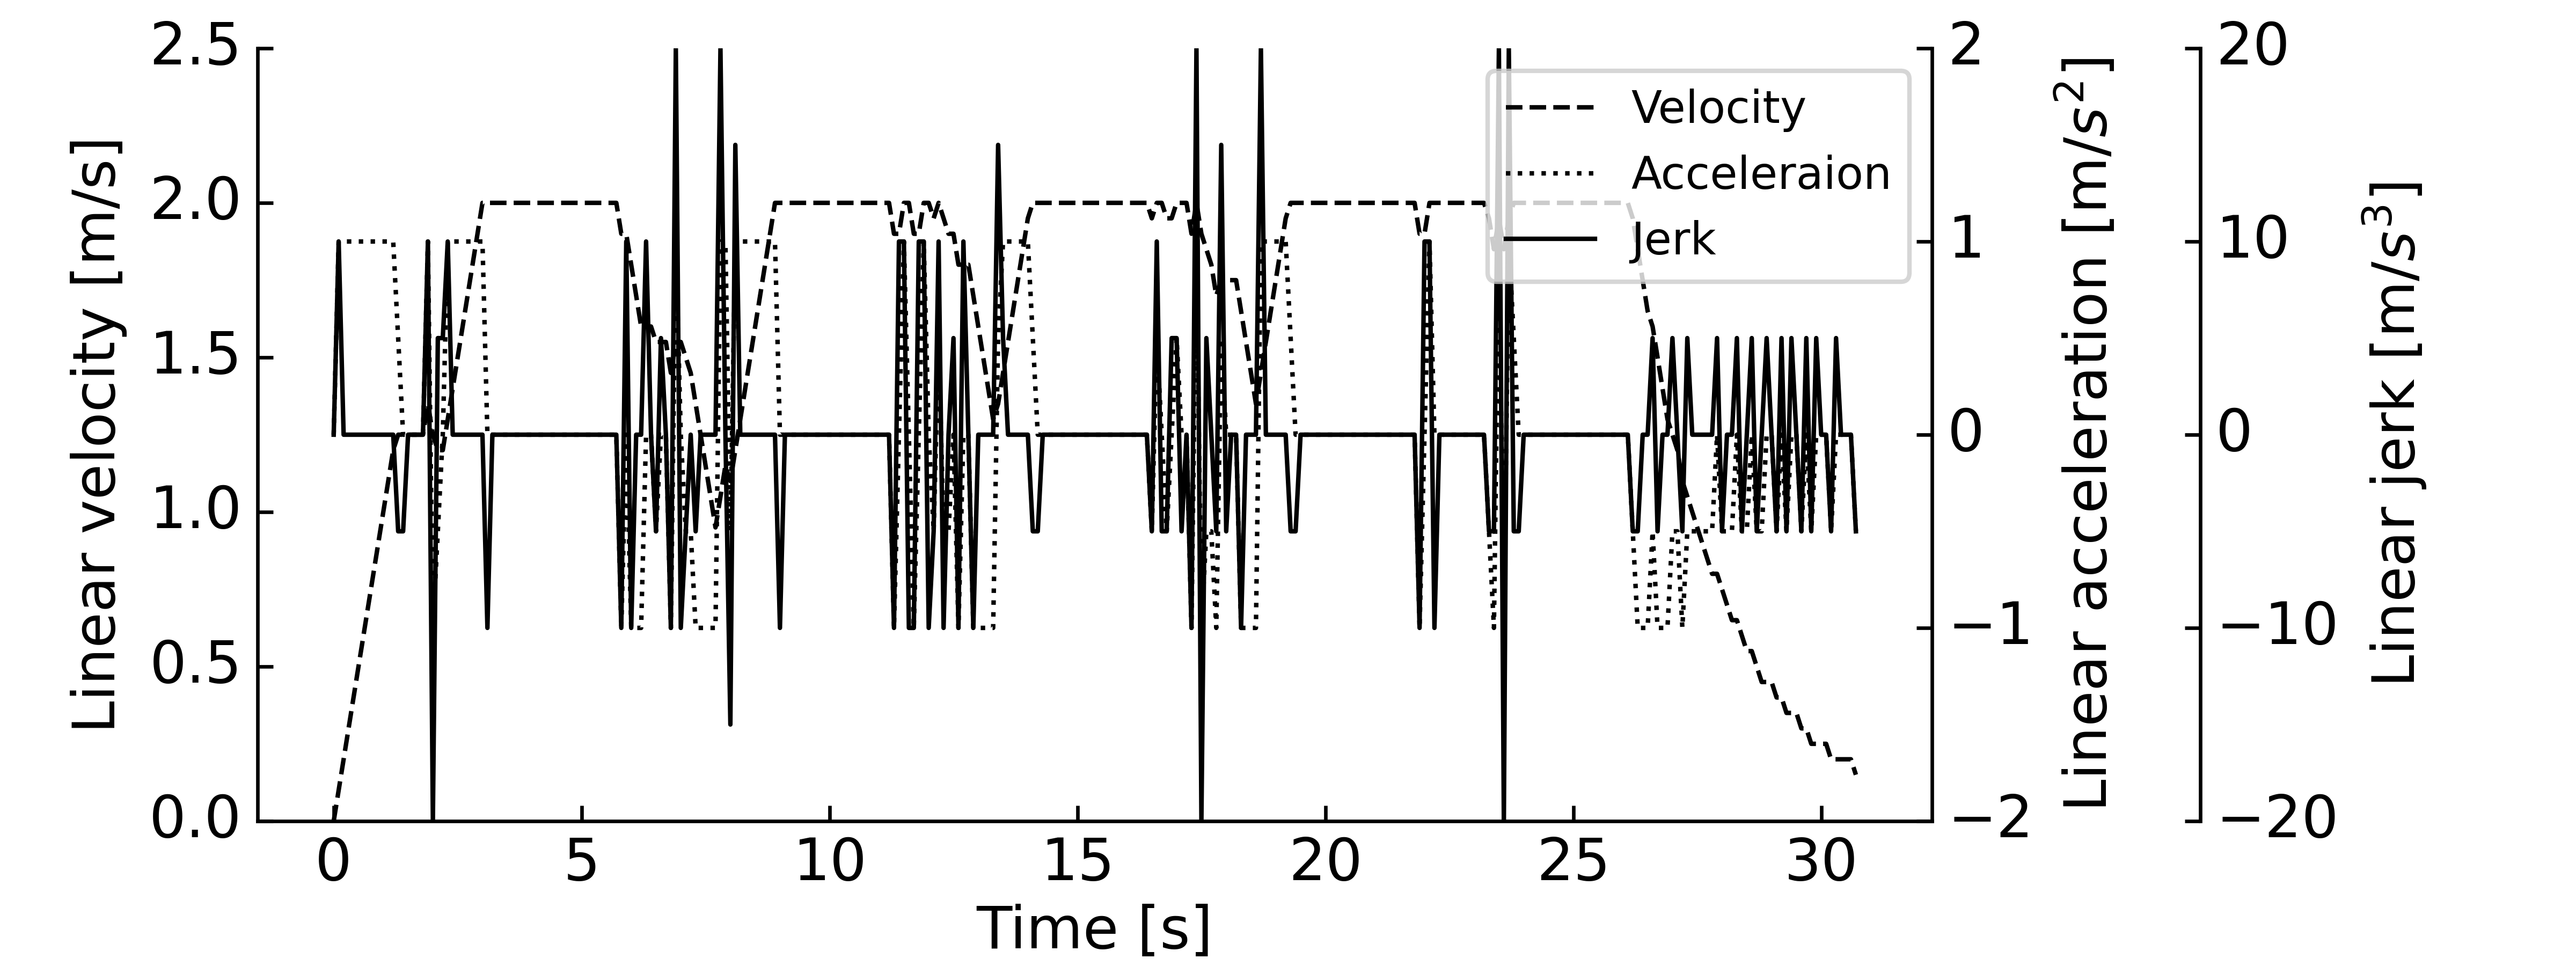 Linear velocity [m/s]
2.5
2.0
1.5
1.0
0.5
0.0
0 5 10 15 20 25 30
Time [s]
Velocity
Acceleraion
Jerk
2
1
0
−1
−2
Linear acceleration [m/s²]
20
10
0
−10
−20
Linear jerk [m/s³]